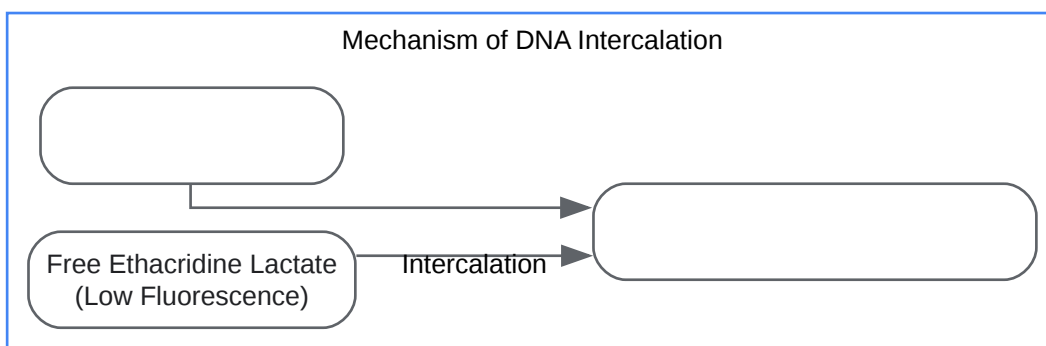 Mechanism of DNA Intercalation
Free Ethacridine Lactate
(Low Fluorescence)
Intercalation